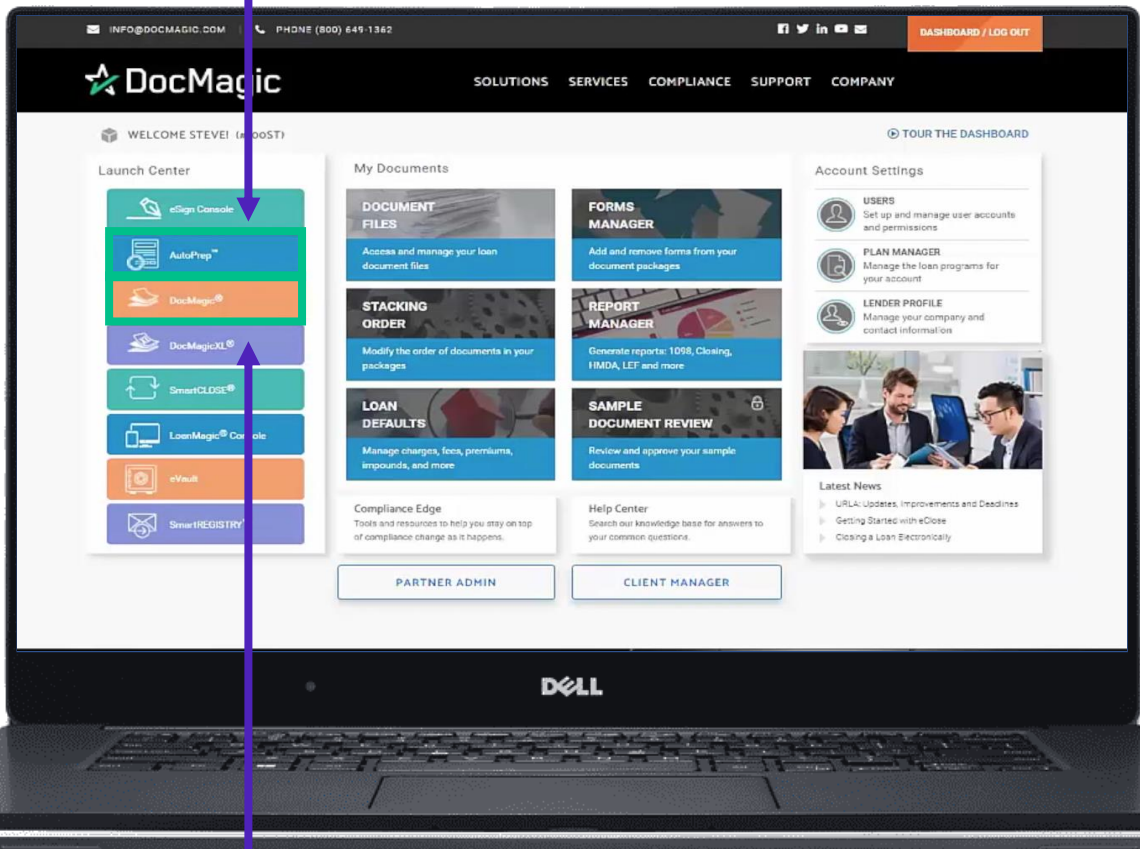 INFO@DOCMAGIC.COM | PHONE (800) 649-1362
DASHBOARD / LOG OUT
DocMagic
SOLUTIONS SERVICES COMPLIANCE SUPPORT COMPANY
WELCOME STEVE!
TOUR THE DASHBOARD
Launch Center
eSign Console
AutoPrep™
DocMagic®
DocMagicXL®
SmartCLOSE®
LoanMagic® Console
eVault
SmartREGISTRY
My Documents
DOCUMENT
FILES
Access and manage your loan
document files
FORMS
MANAGER
Add and remove forms from your
document packages
STACKING
ORDER
Modify the order of documents in your
packages
REPORT
MANAGER
Generate reports: 1098, Closing,
HMDA, LEF and more
LOAN
DEFAULTS
Manage charges, fees, premiums,
impounds, and more
SAMPLE
DOCUMENT REVIEW
Review and approve your sample
documents
Compliance Edge
Tools and resources to help you stay on top
of compliance change as it happens.
Help Center
Search our knowledge base for answers to
your common questions.
PARTNER ADMIN
CLIENT MANAGER
Account Settings
USERS
Set up and manage user accounts
and permissions
PLAN MANAGER
Manage the loan programs for
your account
LENDER PROFILE
Manage your company and
contact information
Latest News
URLA: Updates, Improvements and Deadlines
Getting Started with eClose
Closing a Loan Electronically
DELL